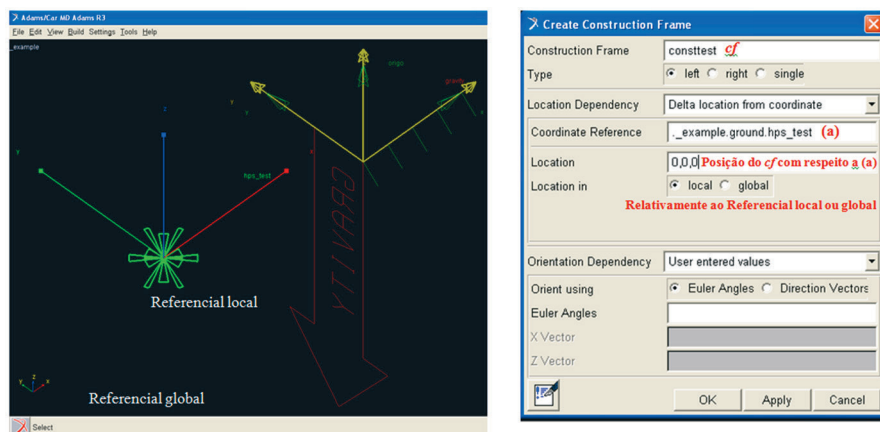 Adams/Car MD Adams R3
File Edit View Build Settings Tools Help
_example
origo
gravity
z
y
y
x
hps_test
GRAVITY
Referencial local
y z x
Referencial global
Select
Create Construction Frame
Construction Frame consttest cf
Type left right single
Location Dependency Delta location from coordinate
Coordinate Reference ._example.ground.hps_test (a)
Location 0,0,0 Posição do cf com respeito a (a)
Location in local global
Relativamente ao Referencial local ou global
Orientation Dependency User entered values
Orient using Euler Angles Direction Vectors
Euler Angles
X Vector
Z Vector
OK Apply Cancel